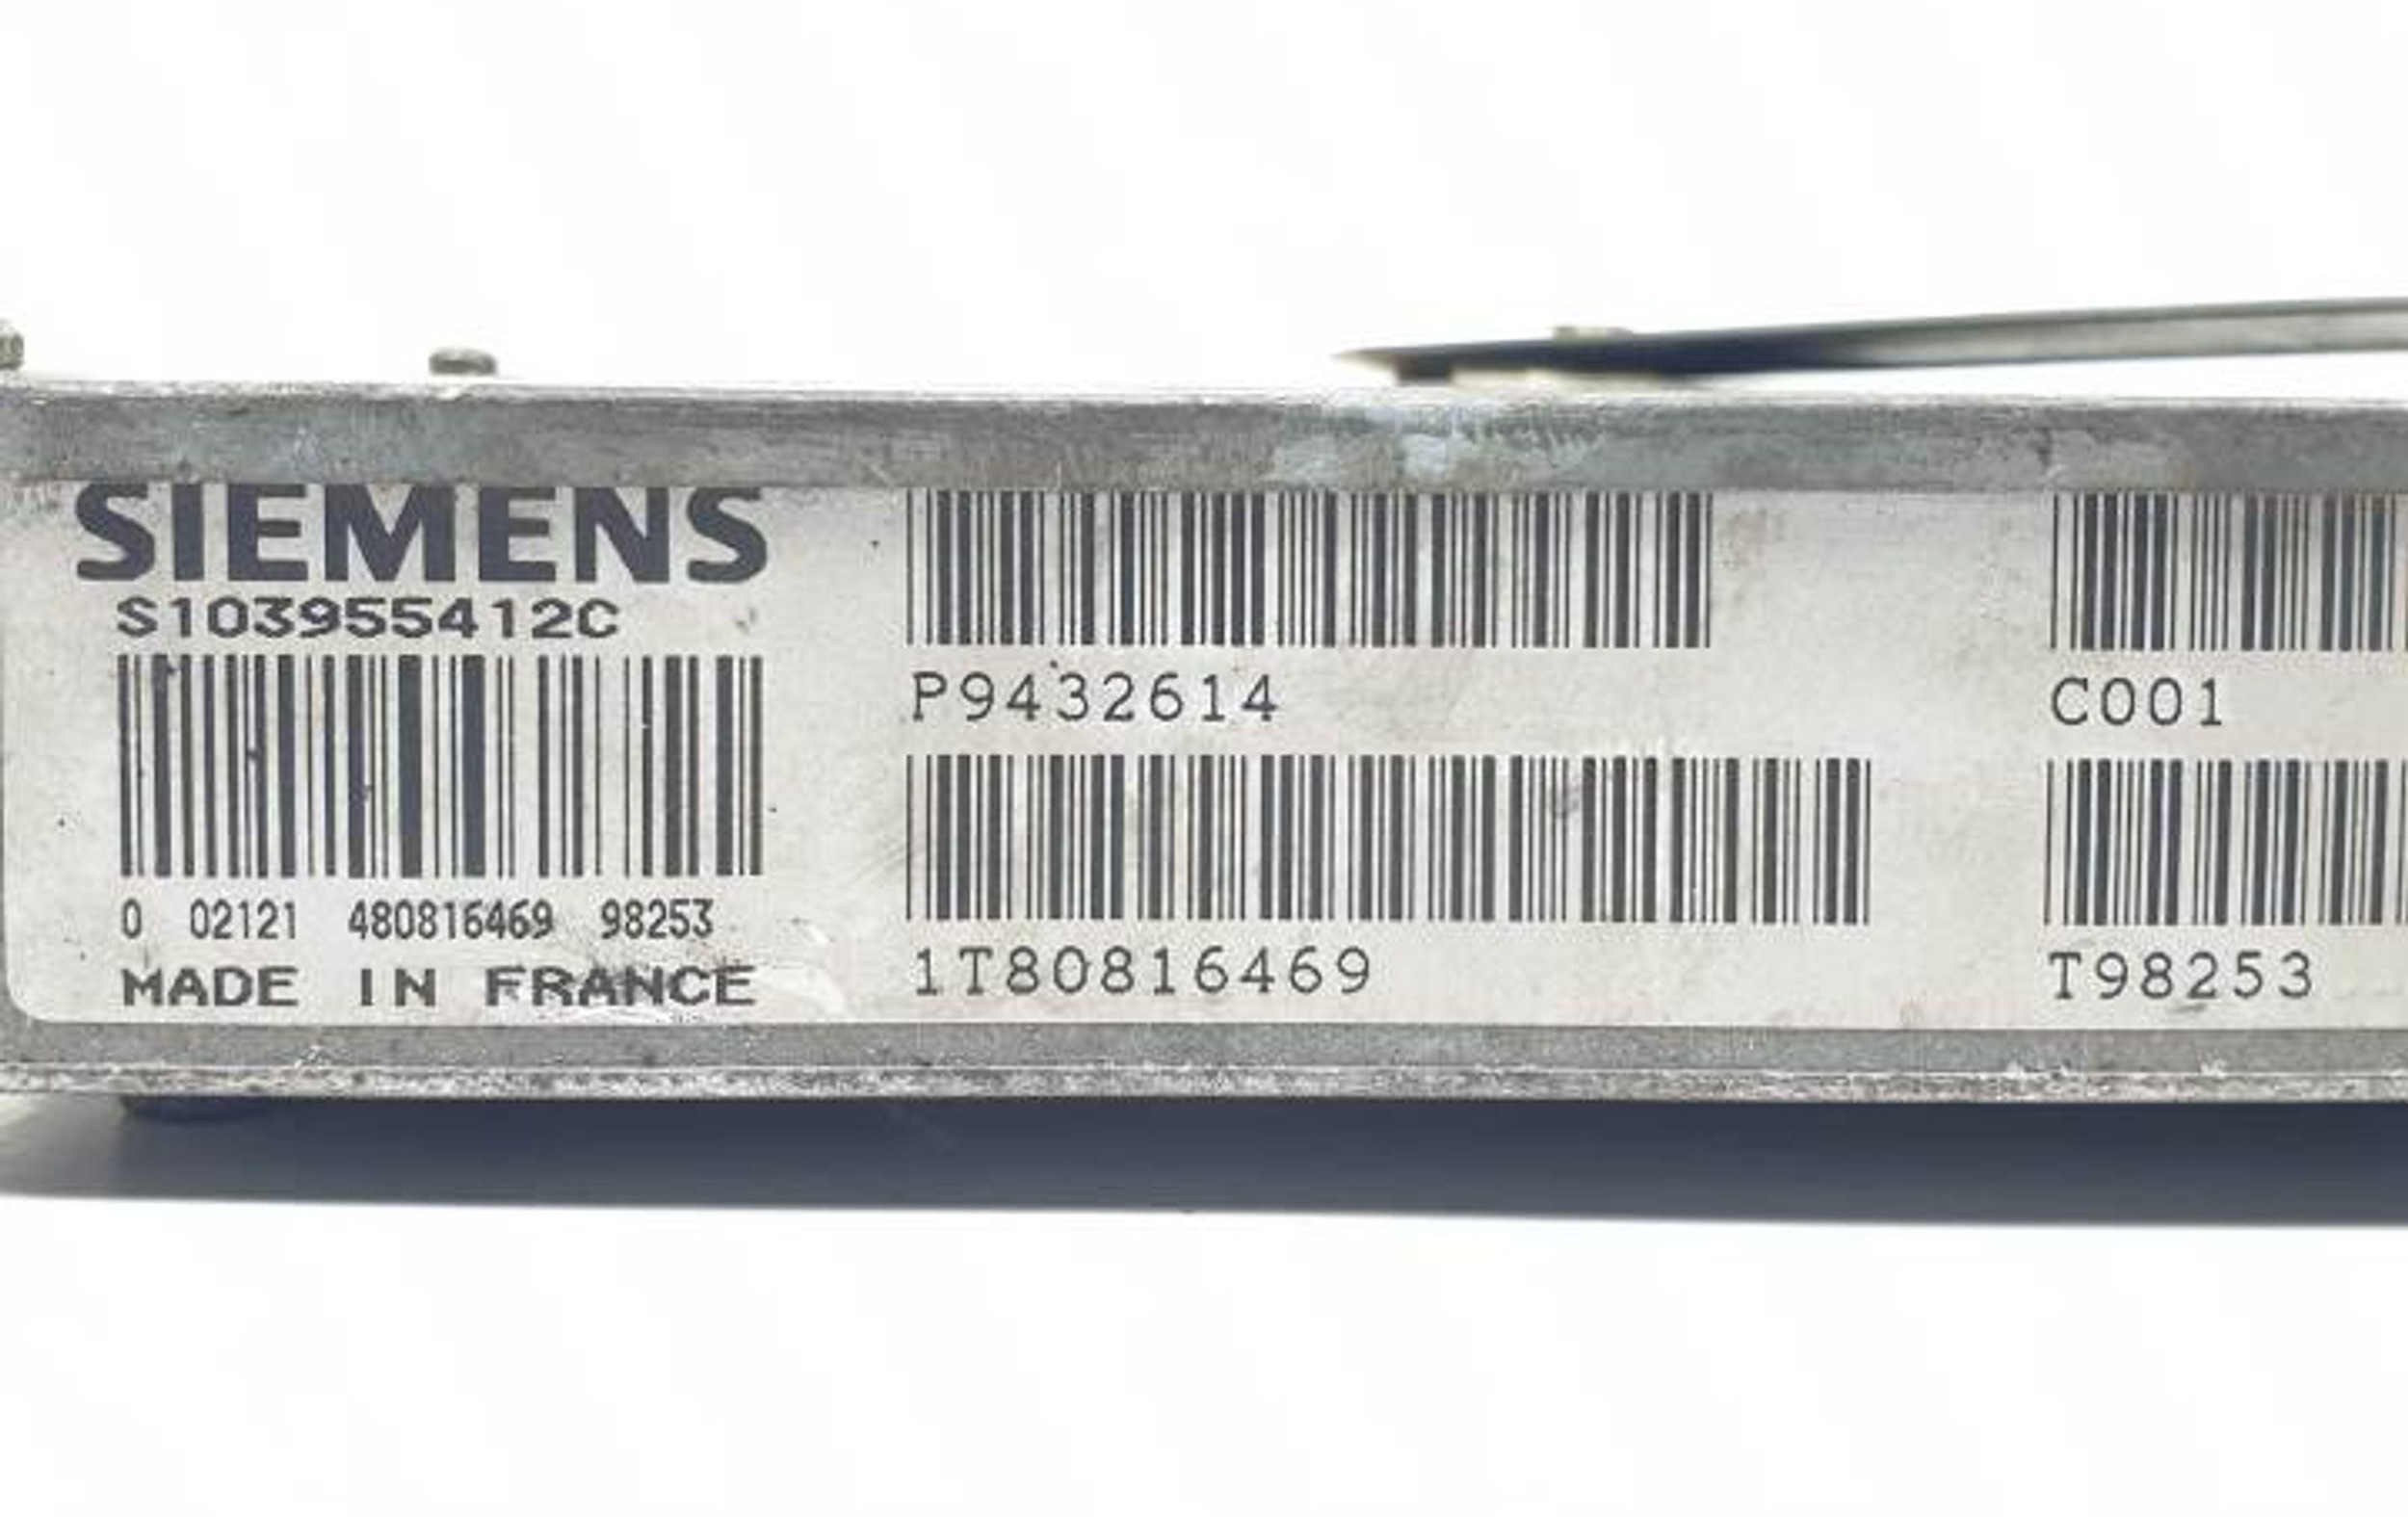 SIEMENS
S103955412C
0 02121 480816469 98253
MADE IN FRANCE
P9432614
1T80816469
C001
T98253